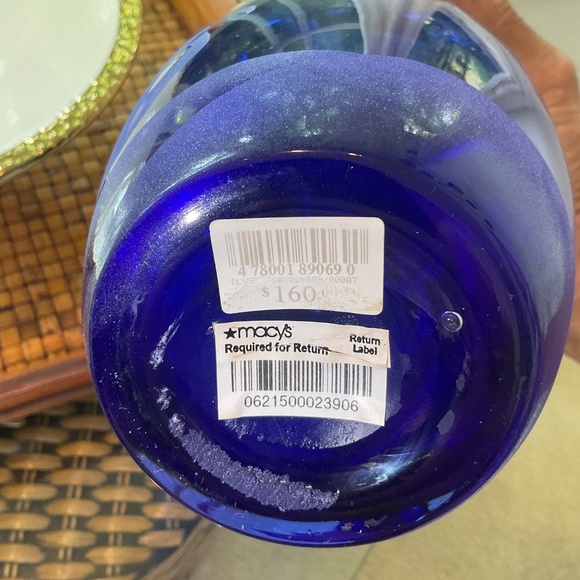 4 78001 89069 0
$ 160.
★macy's
Required for Return
Return
Label
0621500023906